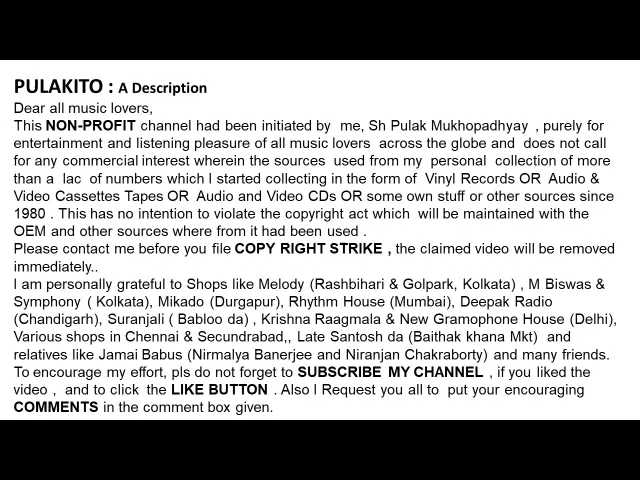 PULAKITO : A Description
Dear all music lovers,
This NON-PROFIT channel had been initiated by me, Sh Pulak Mukhopadhyay , purely for
entertainment and listening pleasure of all music lovers across the globe and does not call
for any commercial interest wherein the sources used from my personal collection of more
than a lac of numbers which I started collecting in the form of Vinyl Records OR Audio &
Video Cassettes Tapes OR Audio and Video CDs OR some own stuff or other sources since
1980 . This has no intention to violate the copyright act which will be maintained with the
OEM and other sources where from it had been used .
Please contact me before you file COPY RIGHT STRIKE , the claimed video will be removed
immediately..
I am personally grateful to Shops like Melody (Rashbihari & Golpark, Kolkata) , M Biswas &
Symphony ( Kolkata), Mikado (Durgapur), Rhythm House (Mumbai), Deepak Radio
(Chandigarh), Suranjali ( Babloo da) , Krishna Raagmala & New Gramophone House (Delhi),
Various shops in Chennai & Secundrabad,, Late Santosh da (Baithak khana Mkt) and
relatives like Jamai Babus (Nirmalya Banerjee and Niranjan Chakraborty) and many friends.
To encourage my effort, pls do not forget to SUBSCRIBE MY CHANNEL , if you liked the
video , and to click the LIKE BUTTON . Also I Request you all to put your encouraging
COMMENTS in the comment box given.